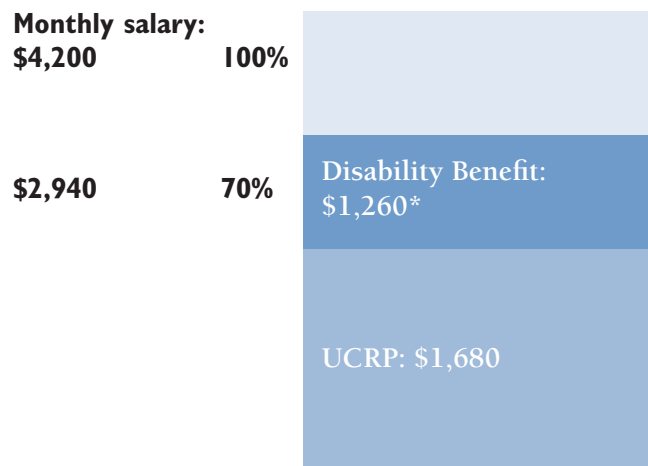 Monthly salary:
$4,200 100%
$2,940 70%
Disability Benefit:
$1,260*
UCRP: $1,680